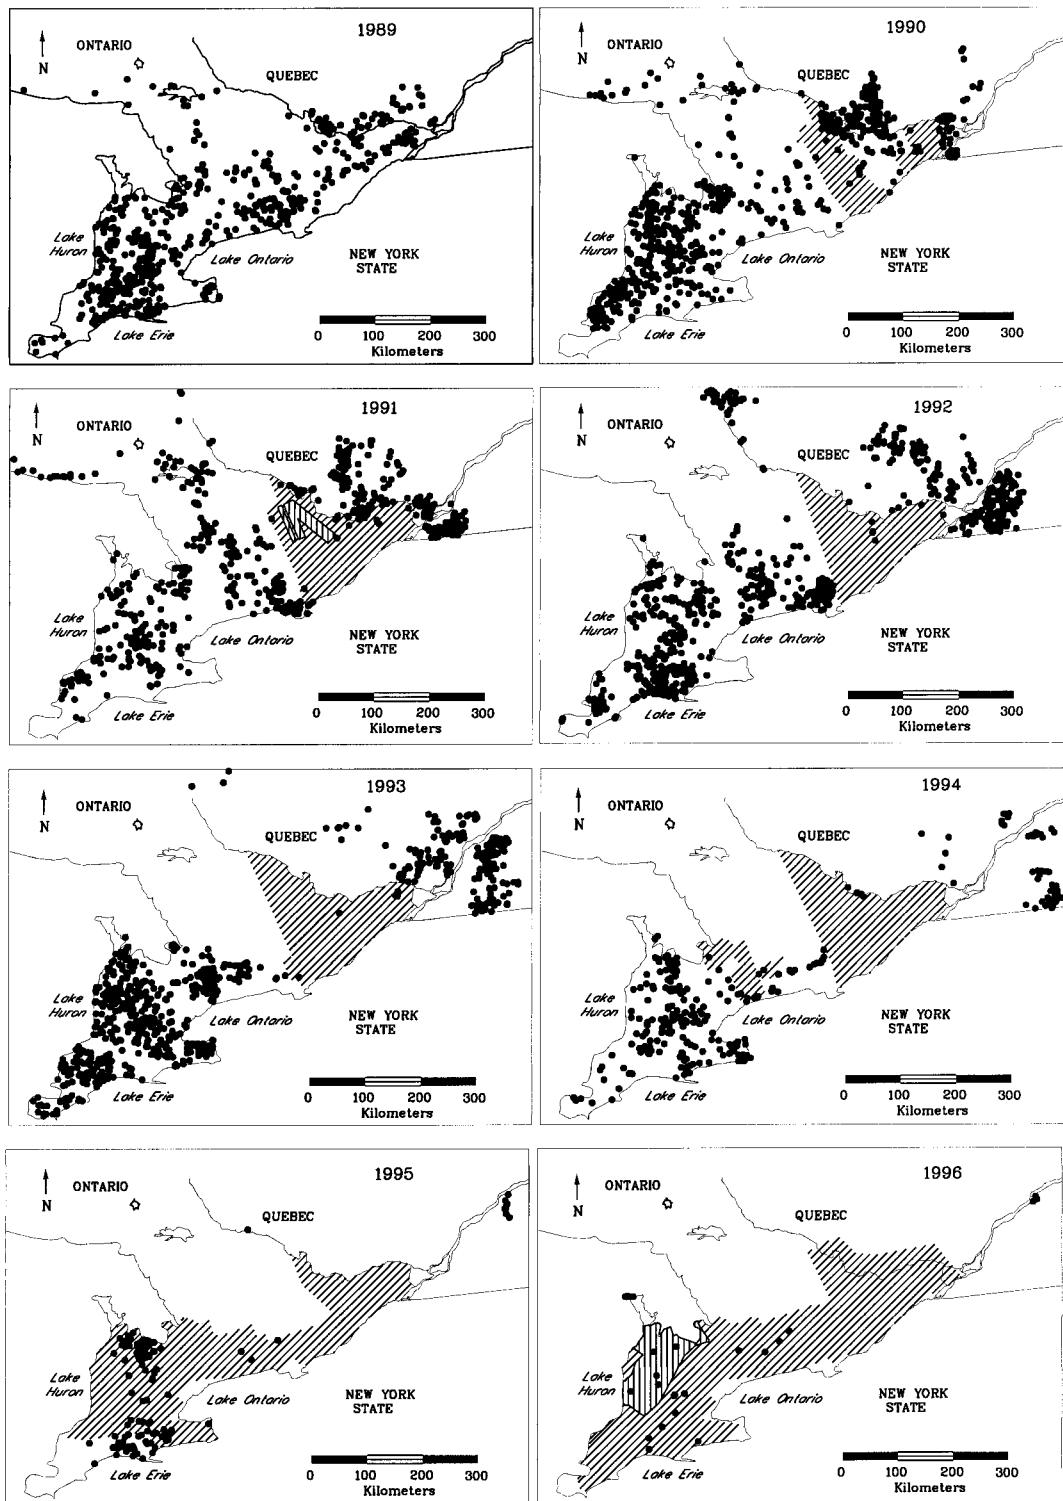 1989
ONTARIO
N
QUEBEC
Lake
Huron
Lake Ontario
NEW YORK
STATE
Lake Erie
0 100 200 300
Kilometers
1990
ONTARIO
N
QUEBEC
Lake
Huron
Lake Ontario
NEW YORK
STATE
Lake Erie
0 100 200 300
Kilometers
1991
ONTARIO
N
QUEBEC
Lake
Huron
Lake Ontario
NEW YORK
STATE
Lake Erie
0 100 200 300
Kilometers
1992
ONTARIO
N
QUEBEC
Lake
Huron
Lake Ontario
NEW YORK
STATE
Lake Erie
0 100 200 300
Kilometers
1993
ONTARIO
N
QUEBEC
Lake
Huron
Lake Ontario
NEW YORK
STATE
Lake Erie
0 100 200 300
Kilometers
1994
ONTARIO
N
QUEBEC
Lake
Huron
Lake Ontario
NEW YORK
STATE
Lake Erie
0 100 200 300
Kilometers
1995
ONTARIO
N
QUEBEC
Lake
Huron
Lake Ontario
NEW YORK
STATE
Lake Erie
0 100 200 300
Kilometers
1996
ONTARIO
N
QUEBEC
Lake
Huron
Lake Ontario
NEW YORK
STATE
Lake Erie
0 100 200 300
Kilometers